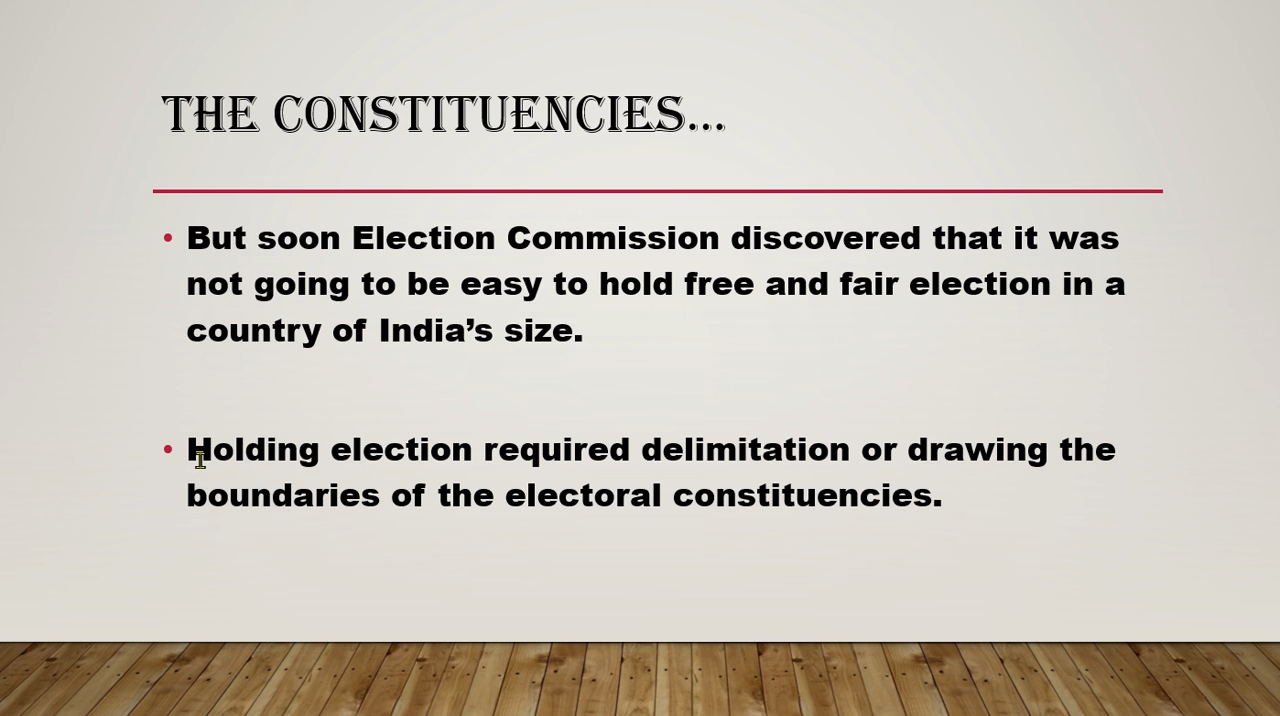 THE CONSTITUENCIES...
• But soon Election Commission discovered that it was
not going to be easy to hold free and fair election in a
country of India’s size.
• Holding election required delimitation or drawing the
boundaries of the electoral constituencies.